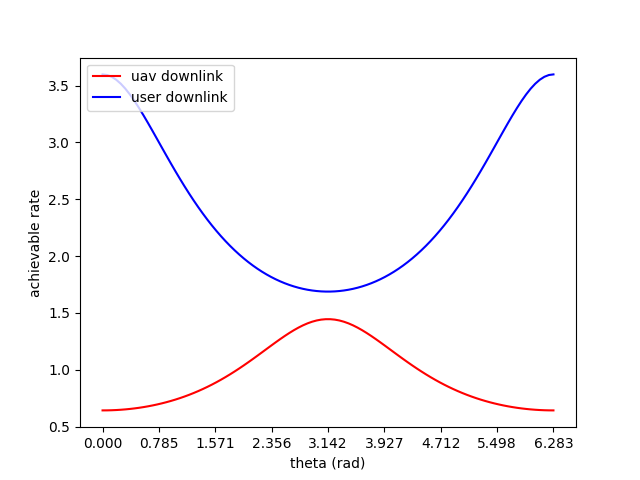 uav downlink
user downlink
achievable rate
3.5
3.0
2.5
2.0
1.5
1.0
0.5
0.000 0.785 1.571 2.356 3.142 3.927 4.712 5.498 6.283
theta (rad)